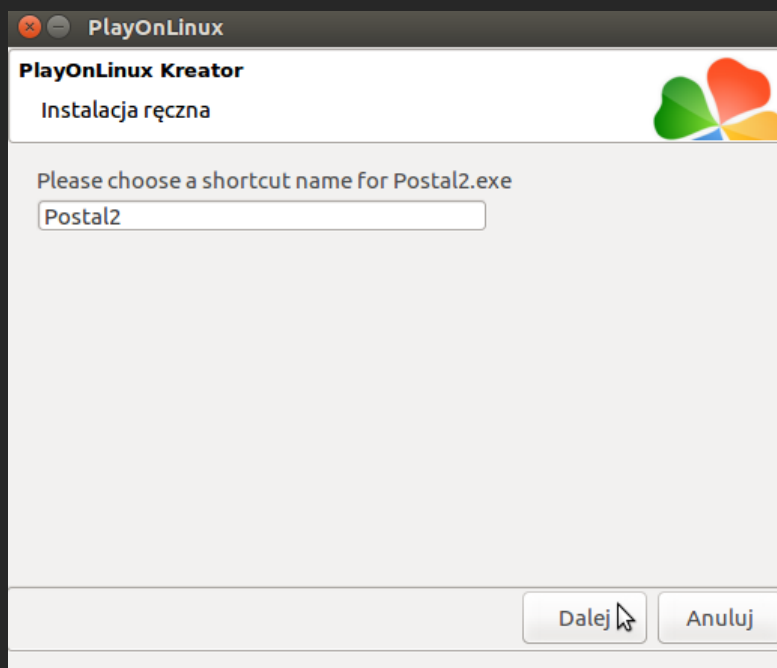 PlayOnLinux
PlayOnLinux Kreator
Instalacja ręczna
Please choose a shortcut name for Postal2.exe
Postal2
Dalej
Anuluj